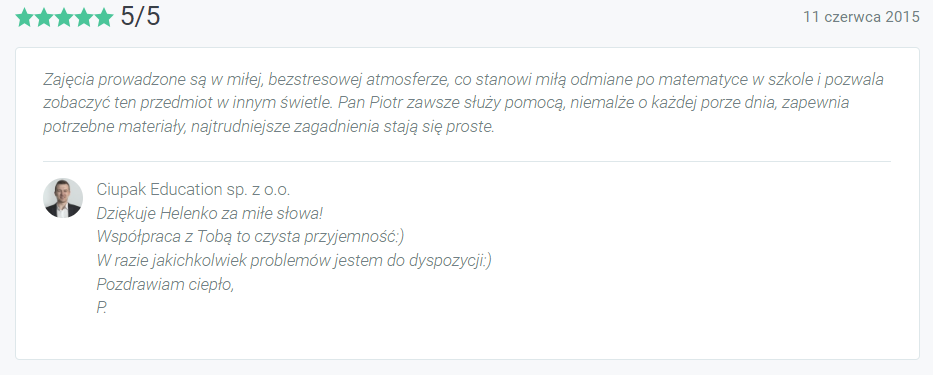 5/5
11 czerwca 2015
Zajęcia prowadzone są w miłej, bezstresowej atmosferze, co stanowi miłą odmiane po matematyce w szkole i pozwala
zobaczyć ten przedmiot w innym świetle. Pan Piotr zawsze służy pomocą, niemalże o każdej porze dnia, zapewnia
potrzebne materiały, najtrudniejsze zagadnienia stają się proste.
Ciupak Education sp. z o.o.
Dziękuje Helenko za miłe słowa!
Współpraca z Tobą to czysta przyjemność:)
W razie jakichkolwiek problemów jestem do dyspozycji:)
Pozdrawiam ciepło,
P.